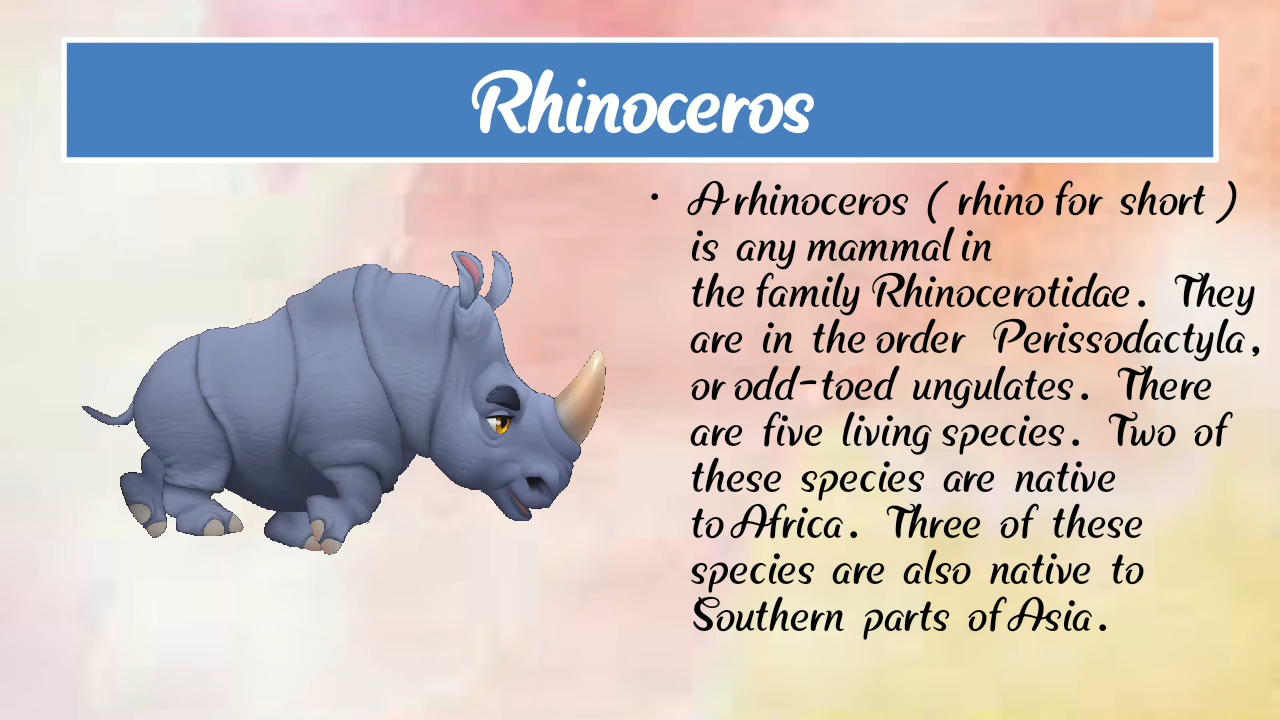 Rhinoceros
• A rhinoceros ( rhino for short )
is any mammal in
the family Rhinocerotidae. They
are in the order Perissodactyla,
or odd-toed ungulates. There
are five living species. Two of
these species are native
to Africa. Three of these
species are also native to
Southern parts of Asia.